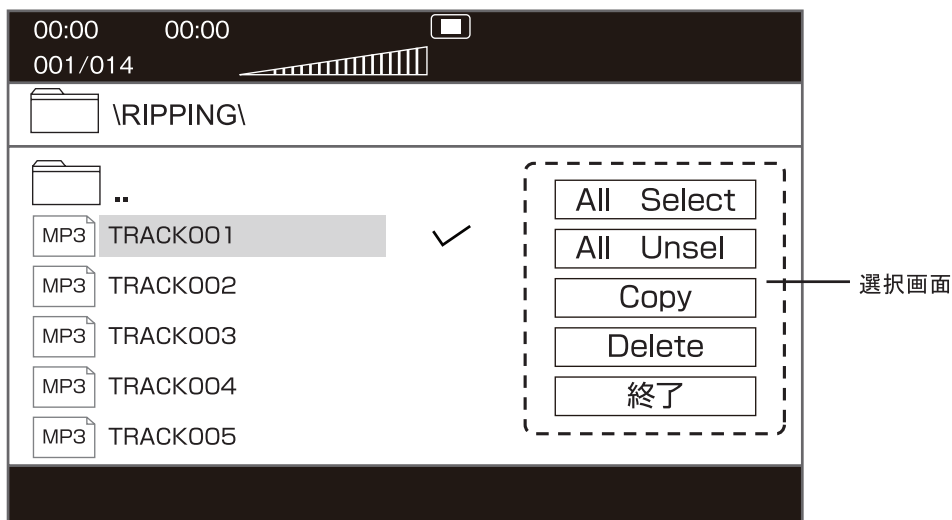 00:00 00:00
001/014
\RIPPING\
..
MP3 TRACK001
MP3 TRACK002
MP3 TRACK003
MP3 TRACK004
MP3 TRACK005
All Select
All Unsel
Copy
Delete
終了
選択画面